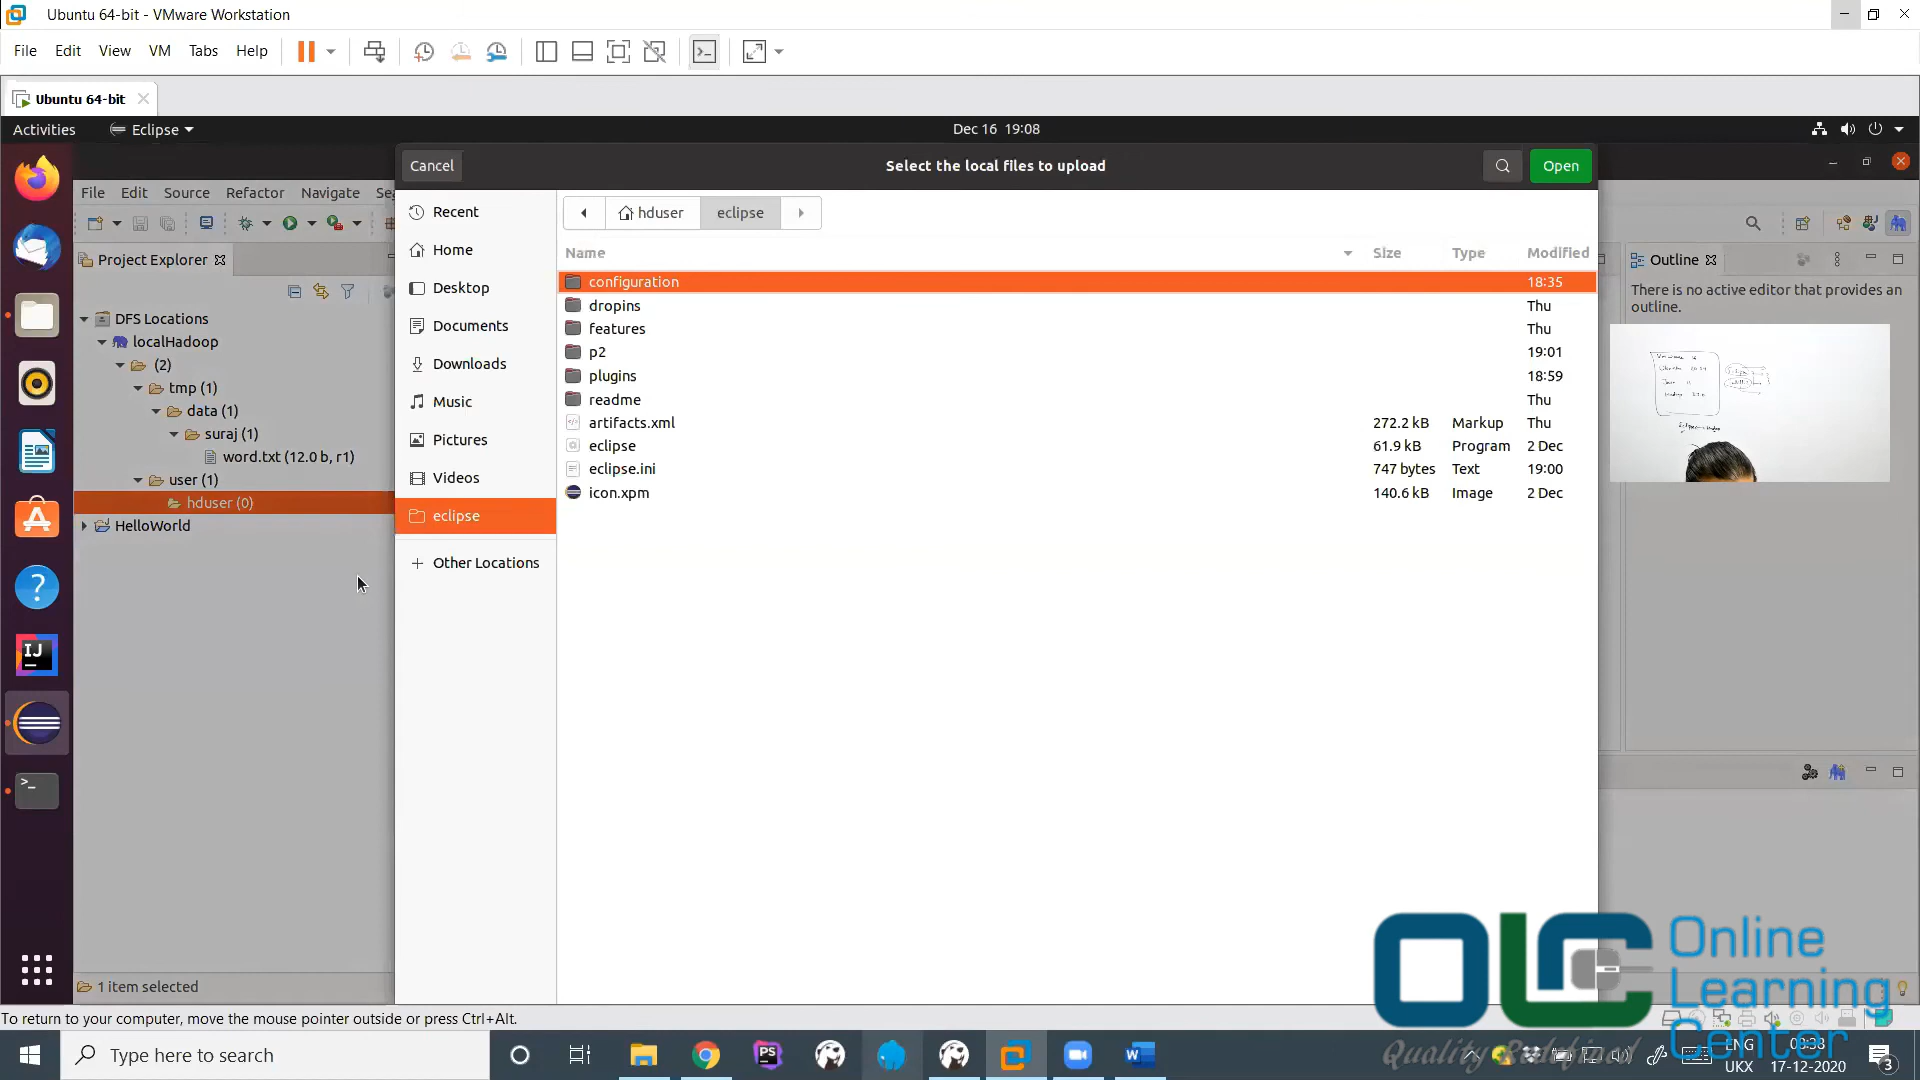 Ubuntu 64-bit - VMware Workstation
File Edit View VM Tabs Help
Ubuntu 64-bit
Activities Eclipse Dec 16 19:08
Cancel Select the local files to upload Open
File Edit Source Refactor Navigate Se
Recent
hduser eclipse
Project Explorer
Home
Name Size Type Modified
Outline
There is no active editor that provides an
outline.
configuration 18:35
Desktop
dropins Thu
DFS Locations
Documents
features Thu
localHadoop
p2 19:01
(2)
Downloads
plugins 18:59
tmp (1)
Music
readme Thu
data (1)
artifacts.xml 272.2 kB Markup Thu
suraj (1)
Pictures
eclipse 61.9 kB Program 2 Dec
word.txt (12.0 b, r1)
eclipse.ini 747 bytes Text 19:00
user (1)
Videos
icon.xpm 140.6 kB Image 2 Dec
hduser (0)
eclipse
HelloWorld
Other Locations
1 item selected
OLC Online
Learning
Center
To return to your computer, move the mouse pointer outside or press Ctrl+Alt.
Type here to search
ENG
UKX 17-12-2020
3